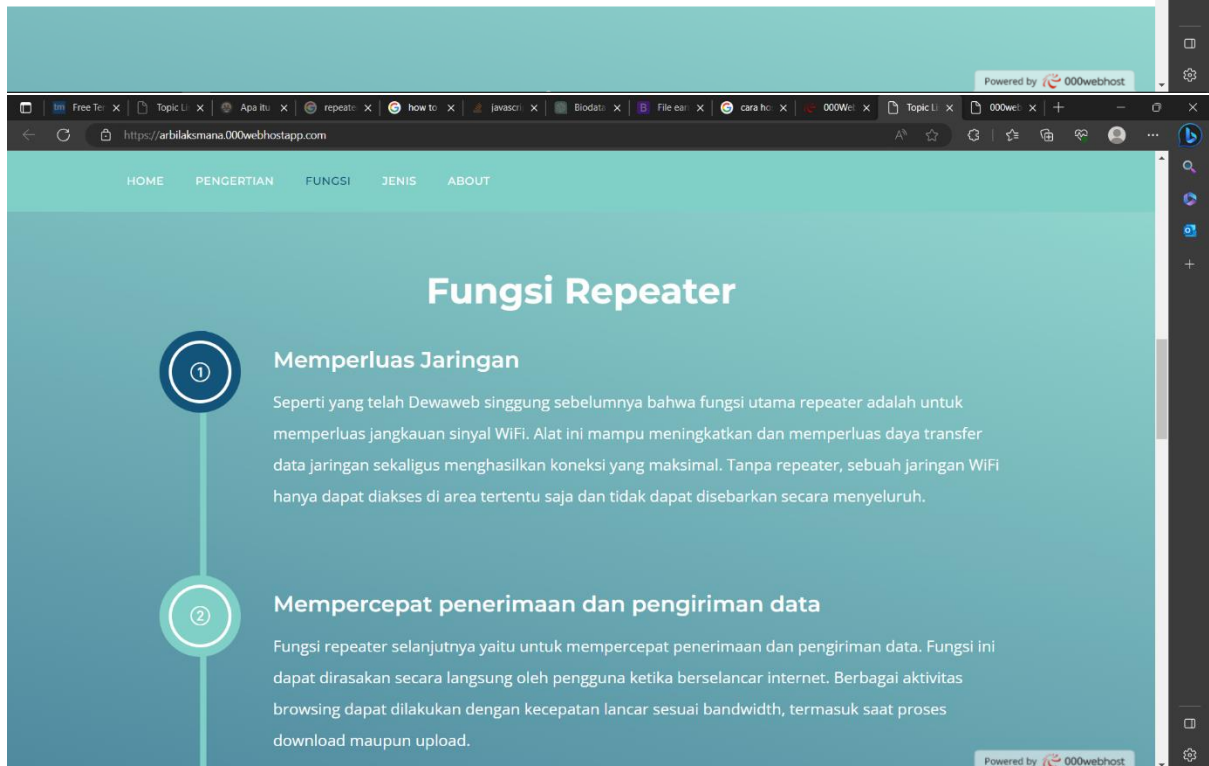 Powered by 000webhost
Free Ter
Topic Li
Apa itu
repeate
how to
javascri
Biodata
File ear
cara ho
000Wel
Topic Li
000web
https://arbilaksmana.000webhostapp.com
HOME PENGERTIAN FUNGSI JENIS ABOUT
Fungsi Repeater
1
Memperluas Jaringan
Seperti yang telah Dewaweb singgung sebelumnya bahwa fungsi utama repeater adalah untuk
memperluas jangkauan sinyal WiFi. Alat ini mampu meningkatkan dan memperluas daya transfer
data jaringan sekaligus menghasilkan koneksi yang maksimal. Tanpa repeater, sebuah jaringan WiFi
hanya dapat diakses di area tertentu saja dan tidak dapat disebarkan secara menyeluruh.
2
Mempercepat penerimaan dan pengiriman data
Fungsi repeater selanjutnya yaitu untuk mempercepat penerimaan dan pengiriman data. Fungsi ini
dapat dirasakan secara langsung oleh pengguna ketika berselancar internet. Berbagai aktivitas
browsing dapat dilakukan dengan kecepatan lancar sesuai bandwidth, termasuk saat proses
download maupun upload.
Powered by 000webhost